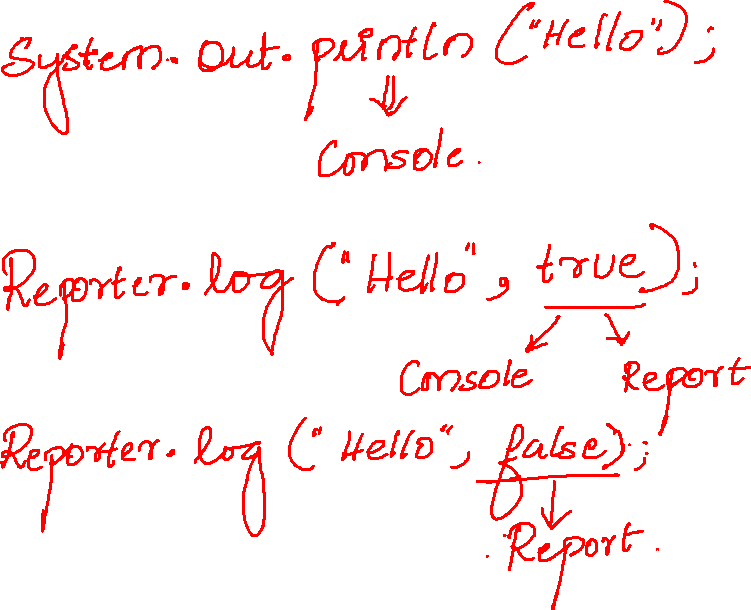 System.out.println ("Hello");
⇓
Console.
Reporter.log ("Hello", true);
Console Report
Reporter.log ("Hello", false);
Report.